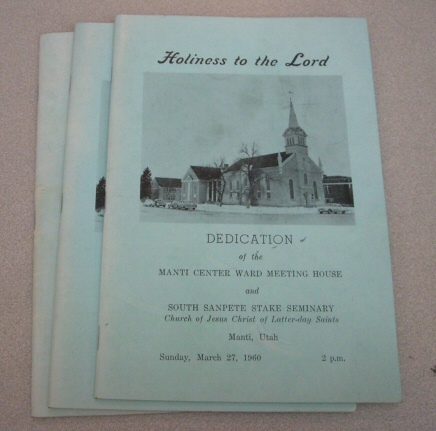 Holiness to the Lord
DEDICATION
of the
MANTI CENTER WARD MEETING HOUSE
and
SOUTH SANPETE STAKE SEMINARY
Church of Jesus Christ of Latter-day Saints
Manti, Utah
Sunday, March 27, 1960 2 p.m.